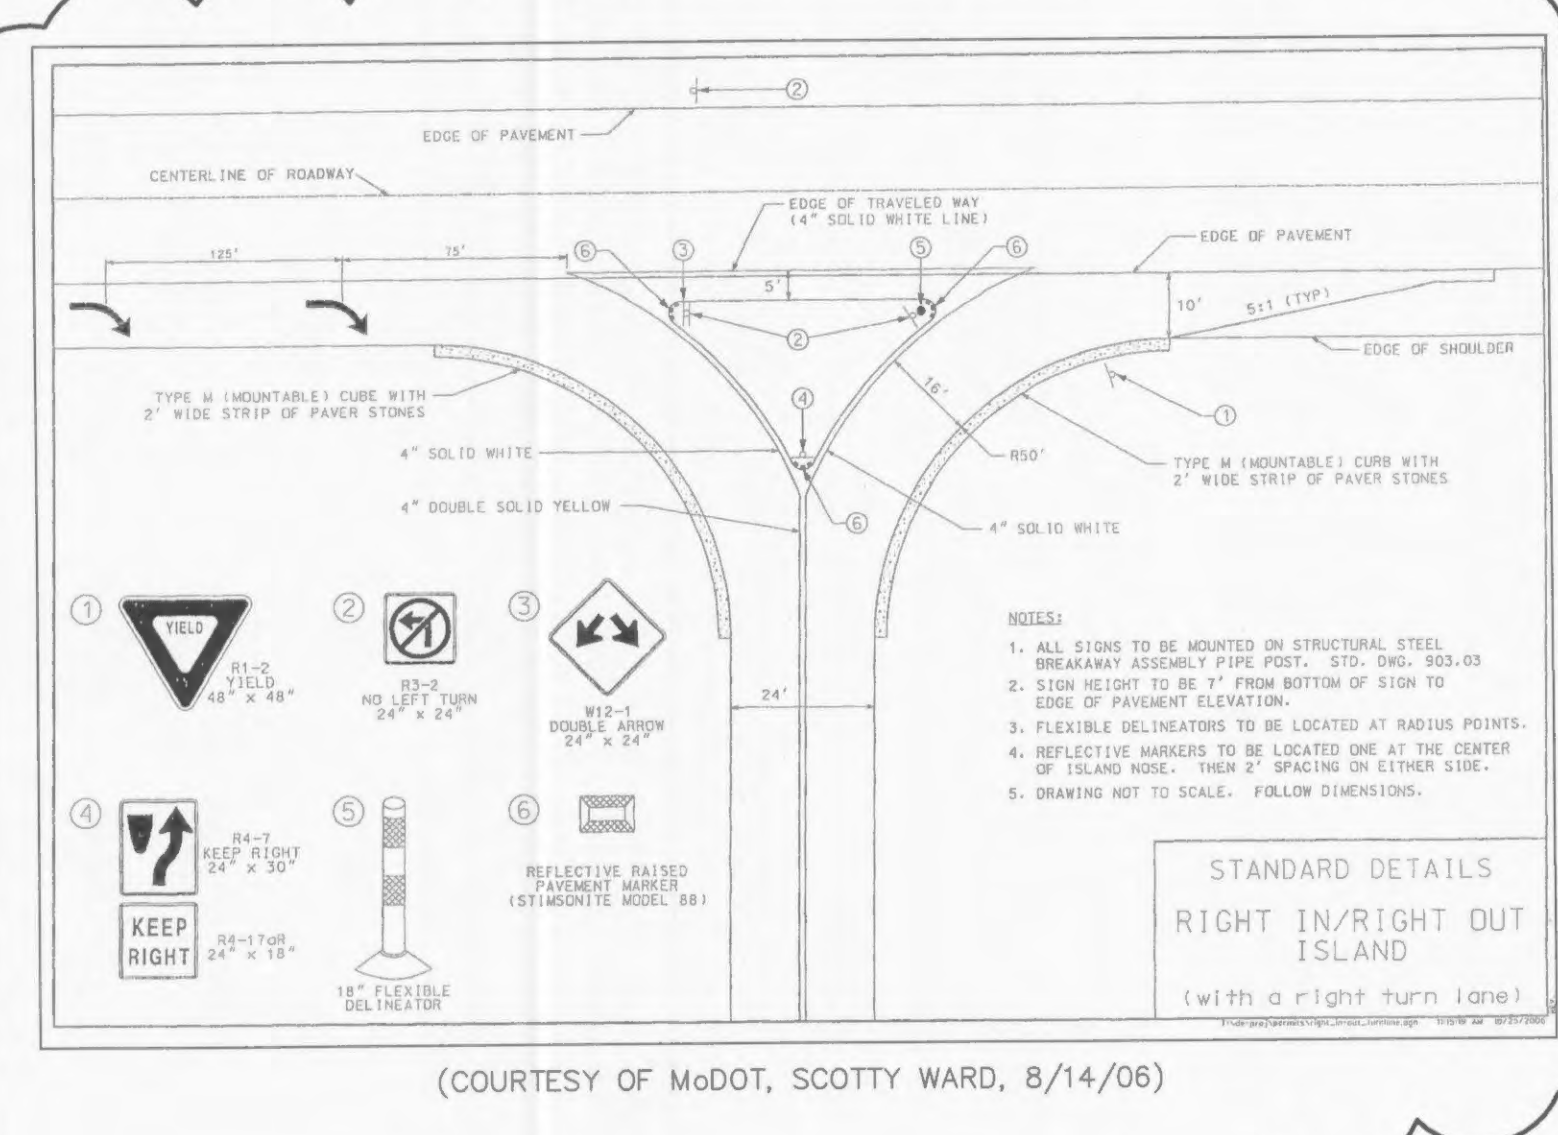 2
EDGE OF PAVEMENT
CENTERLINE OF ROADWAY
EDGE OF TRAVELED WAY
(4" SOLID WHITE LINE)
125'
75'
6
3
5
6
EDGE OF PAVEMENT
5'
10'
5:1 (TYP)
2
EDGE OF SHOULDER
TYPE M (MOUNTABLE) CUBE WITH
2' WIDE STRIP OF PAVER STONES
4
16'
1
4" SOLID WHITE
R50'
TYPE M (MOUNTABLE) CURB WITH
2' WIDE STRIP OF PAVER STONES
4" DOUBLE SOLID YELLOW
6
4" SOLID WHITE
1
YIELD
R1-2
YIELD
48" x 48"
2
R3-2
NO LEFT TURN
24" x 24"
3
W12-1
DOUBLE ARROW
24" x 24"
24'
NOTES:
1. ALL SIGNS TO BE MOUNTED ON STRUCTURAL STEEL
BREAKAWAY ASSEMBLY PIPE POST. STD. DWG. 903.03
2. SIGN HEIGHT TO BE 7' FROM BOTTOM OF SIGN TO
EDGE OF PAVEMENT ELEVATION.
3. FLEXIBLE DELINEATORS TO BE LOCATED AT RADIUS POINTS.
4. REFLECTIVE MARKERS TO BE LOCATED ONE AT THE CENTER
OF ISLAND NOSE. THEN 2' SPACING ON EITHER SIDE.
5. DRAWING NOT TO SCALE. FOLLOW DIMENSIONS.
4
R4-7
KEEP RIGHT
24" x 30"
KEEP
RIGHT
R4-17aR
24" x 18"
5
18" FLEXIBLE
DELINEATOR
6
REFLECTIVE RAISED
PAVEMENT MARKER
(STIMSONITE MODEL 88)
STANDARD DETAILS
RIGHT IN/RIGHT OUT
ISLAND
(with a right turn lane)
(COURTESY OF MoDOT, SCOTTY WARD, 8/14/06)